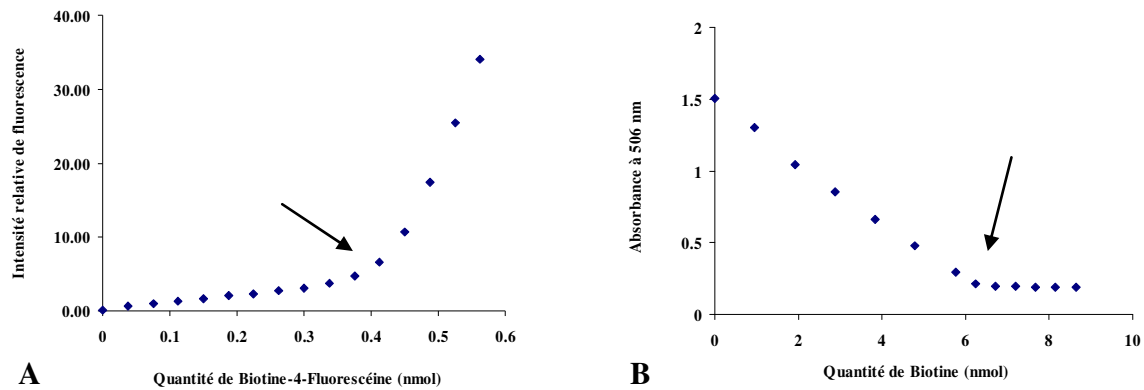 40.00
30.00
20.00
10.00
0.00
0 0.1 0.2 0.3 0.4 0.5 0.6
Intensité relative de fluorescence
Quantité de Biotine-4-Fluorescéine (nmol)
A
2
1.5
1
0.5
0
0 2 4 6 8 10
Absorbance à 506 nm
Quantité de Biotine (nmol)
B